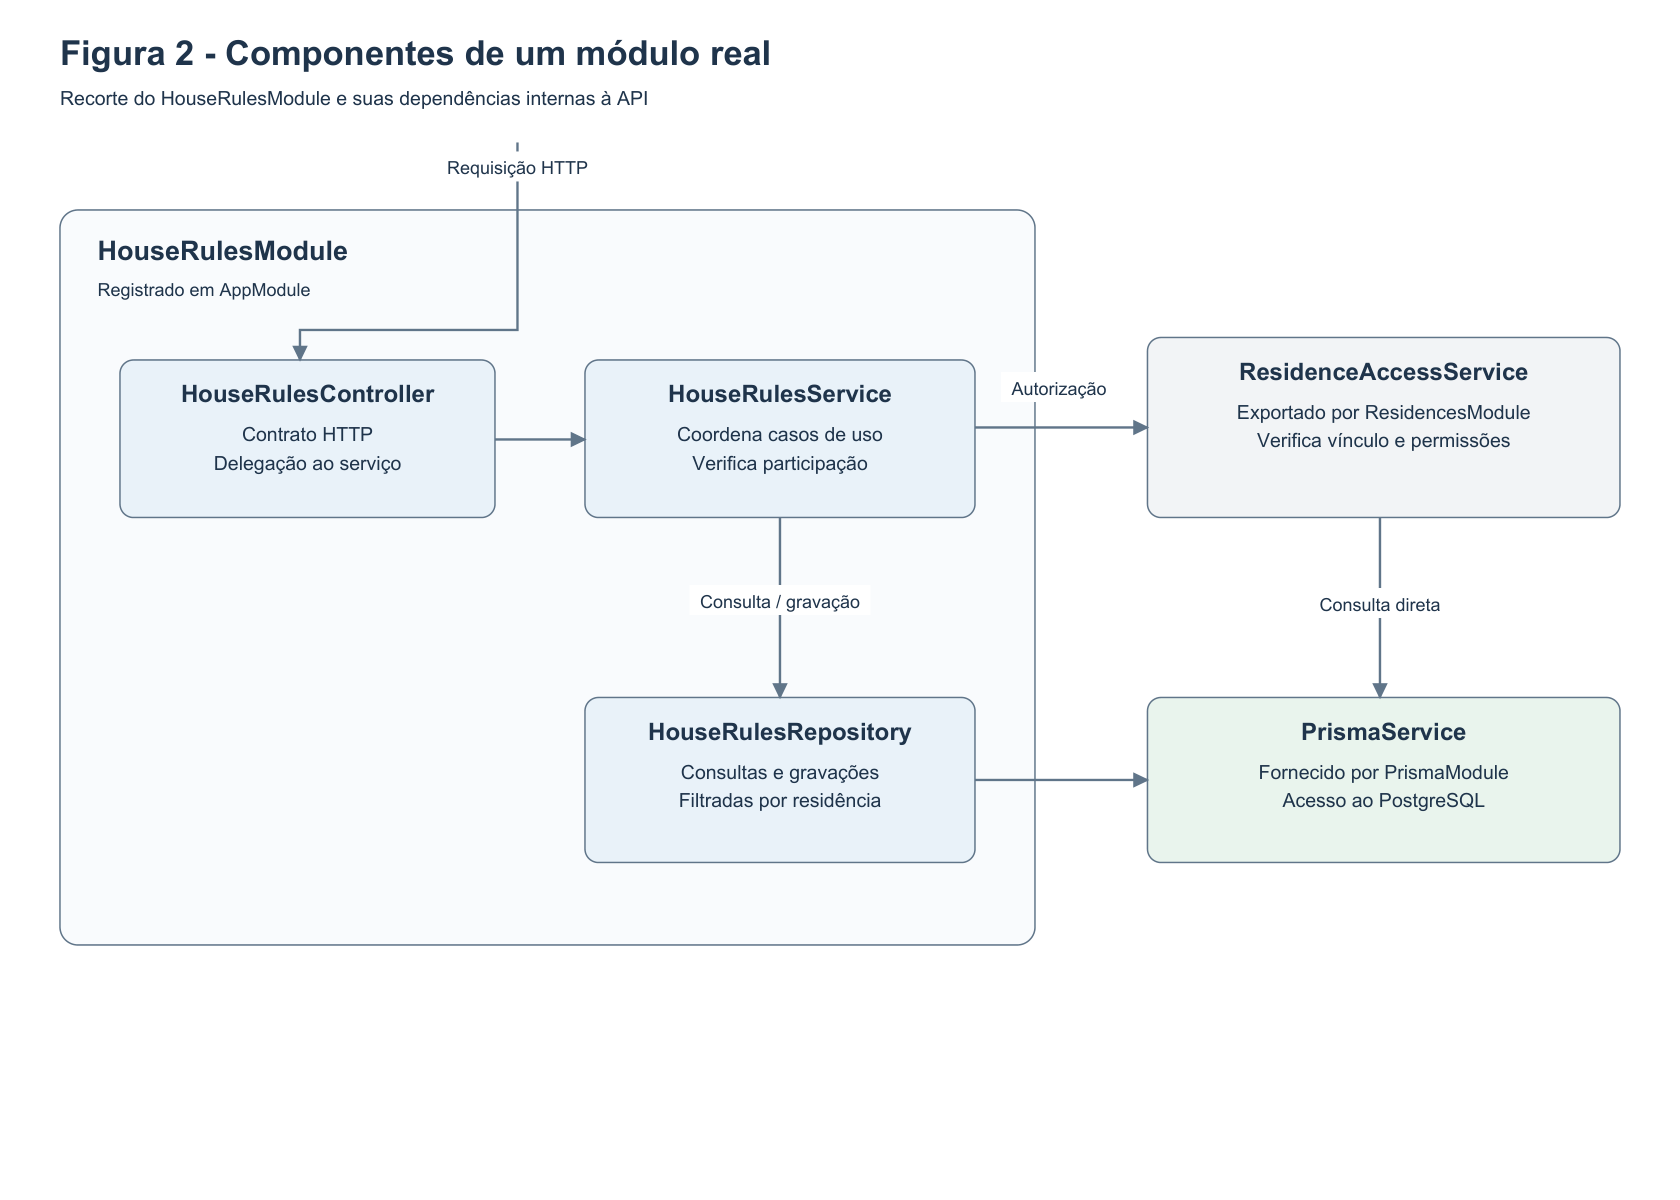 Figura 2 - Componentes de um módulo real
Recorte do HouseRulesModule e suas dependências internas à API
Requisição HTTP
HouseRulesModule
Registrado em AppModule
HouseRulesController
Contrato HTTP
Delegação ao serviço
HouseRulesService
Coordena casos de uso
Verifica participação
Autorização
ResidenceAccessService
Exportado por ResidencesModule
Verifica vínculo e permissões
Consulta / gravação
Consulta direta
HouseRulesRepository
Consultas e gravações
Filtradas por residência
PrismaService
Fornecido por PrismaModule
Acesso ao PostgreSQL